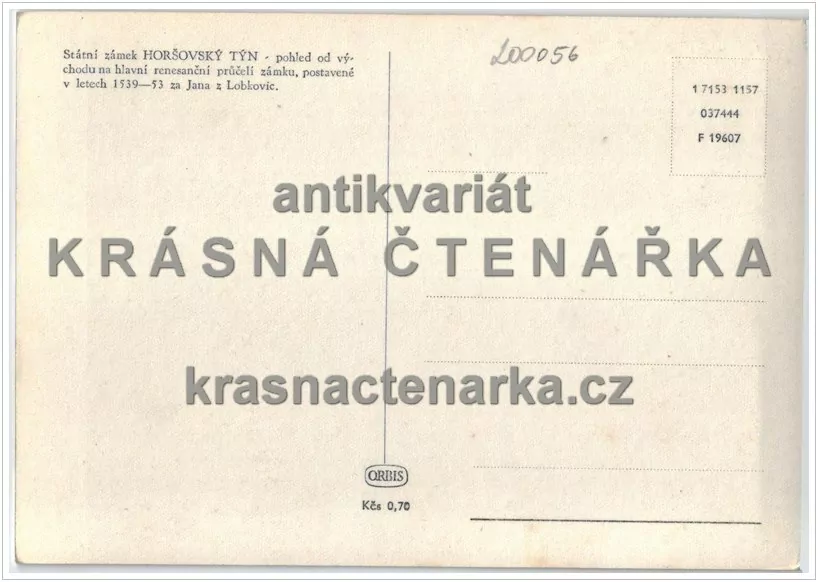 Státní zámek HORŠOVSKÝ TÝN - pohled od vý-
chodu na hlavní renesanční průčelí zámku, postavené
v letech 1539—53 za Jana z Lobkovic.
L00056
1 7153 1157
037444
F 19607
antikvariát
KRÁSNÁ ČTENÁŘKA
krasnactenarka.cz
ORBIS
Kčs 0,70